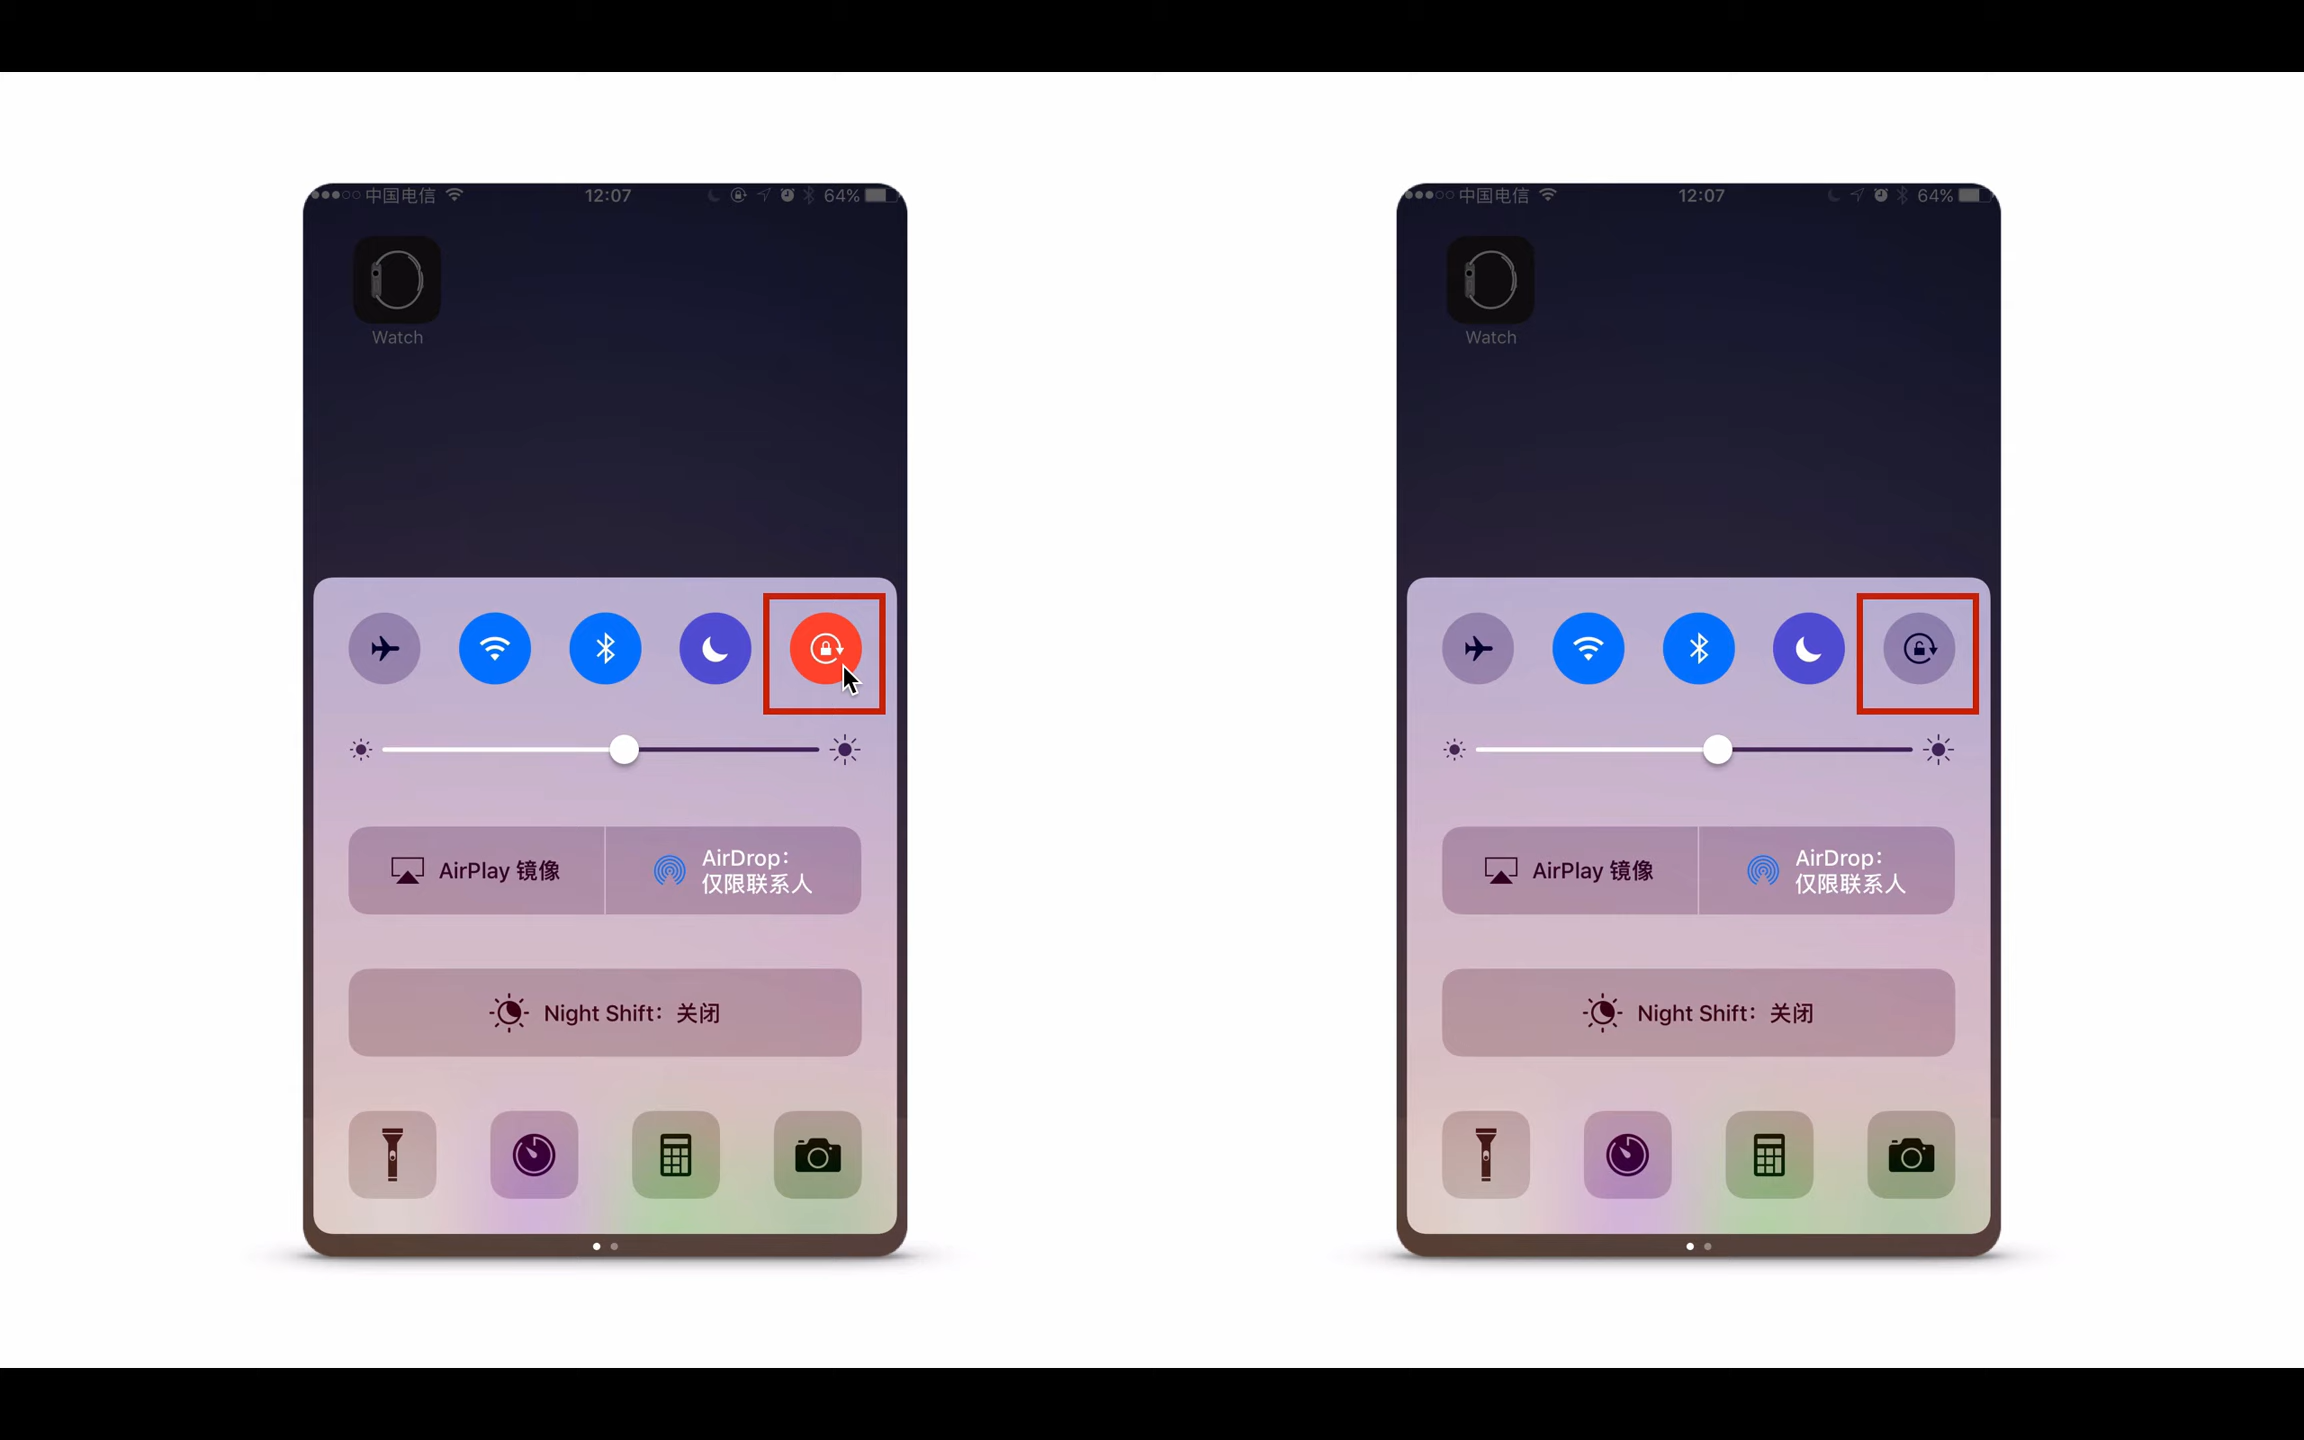 中国电信 12:07 64%
Watch
AirPlay 镜像
AirDrop：
仅限联系人
Night Shift：关闭
中国电信 12:07 64%
Watch
AirPlay 镜像
AirDrop：
仅限联系人
Night Shift：关闭